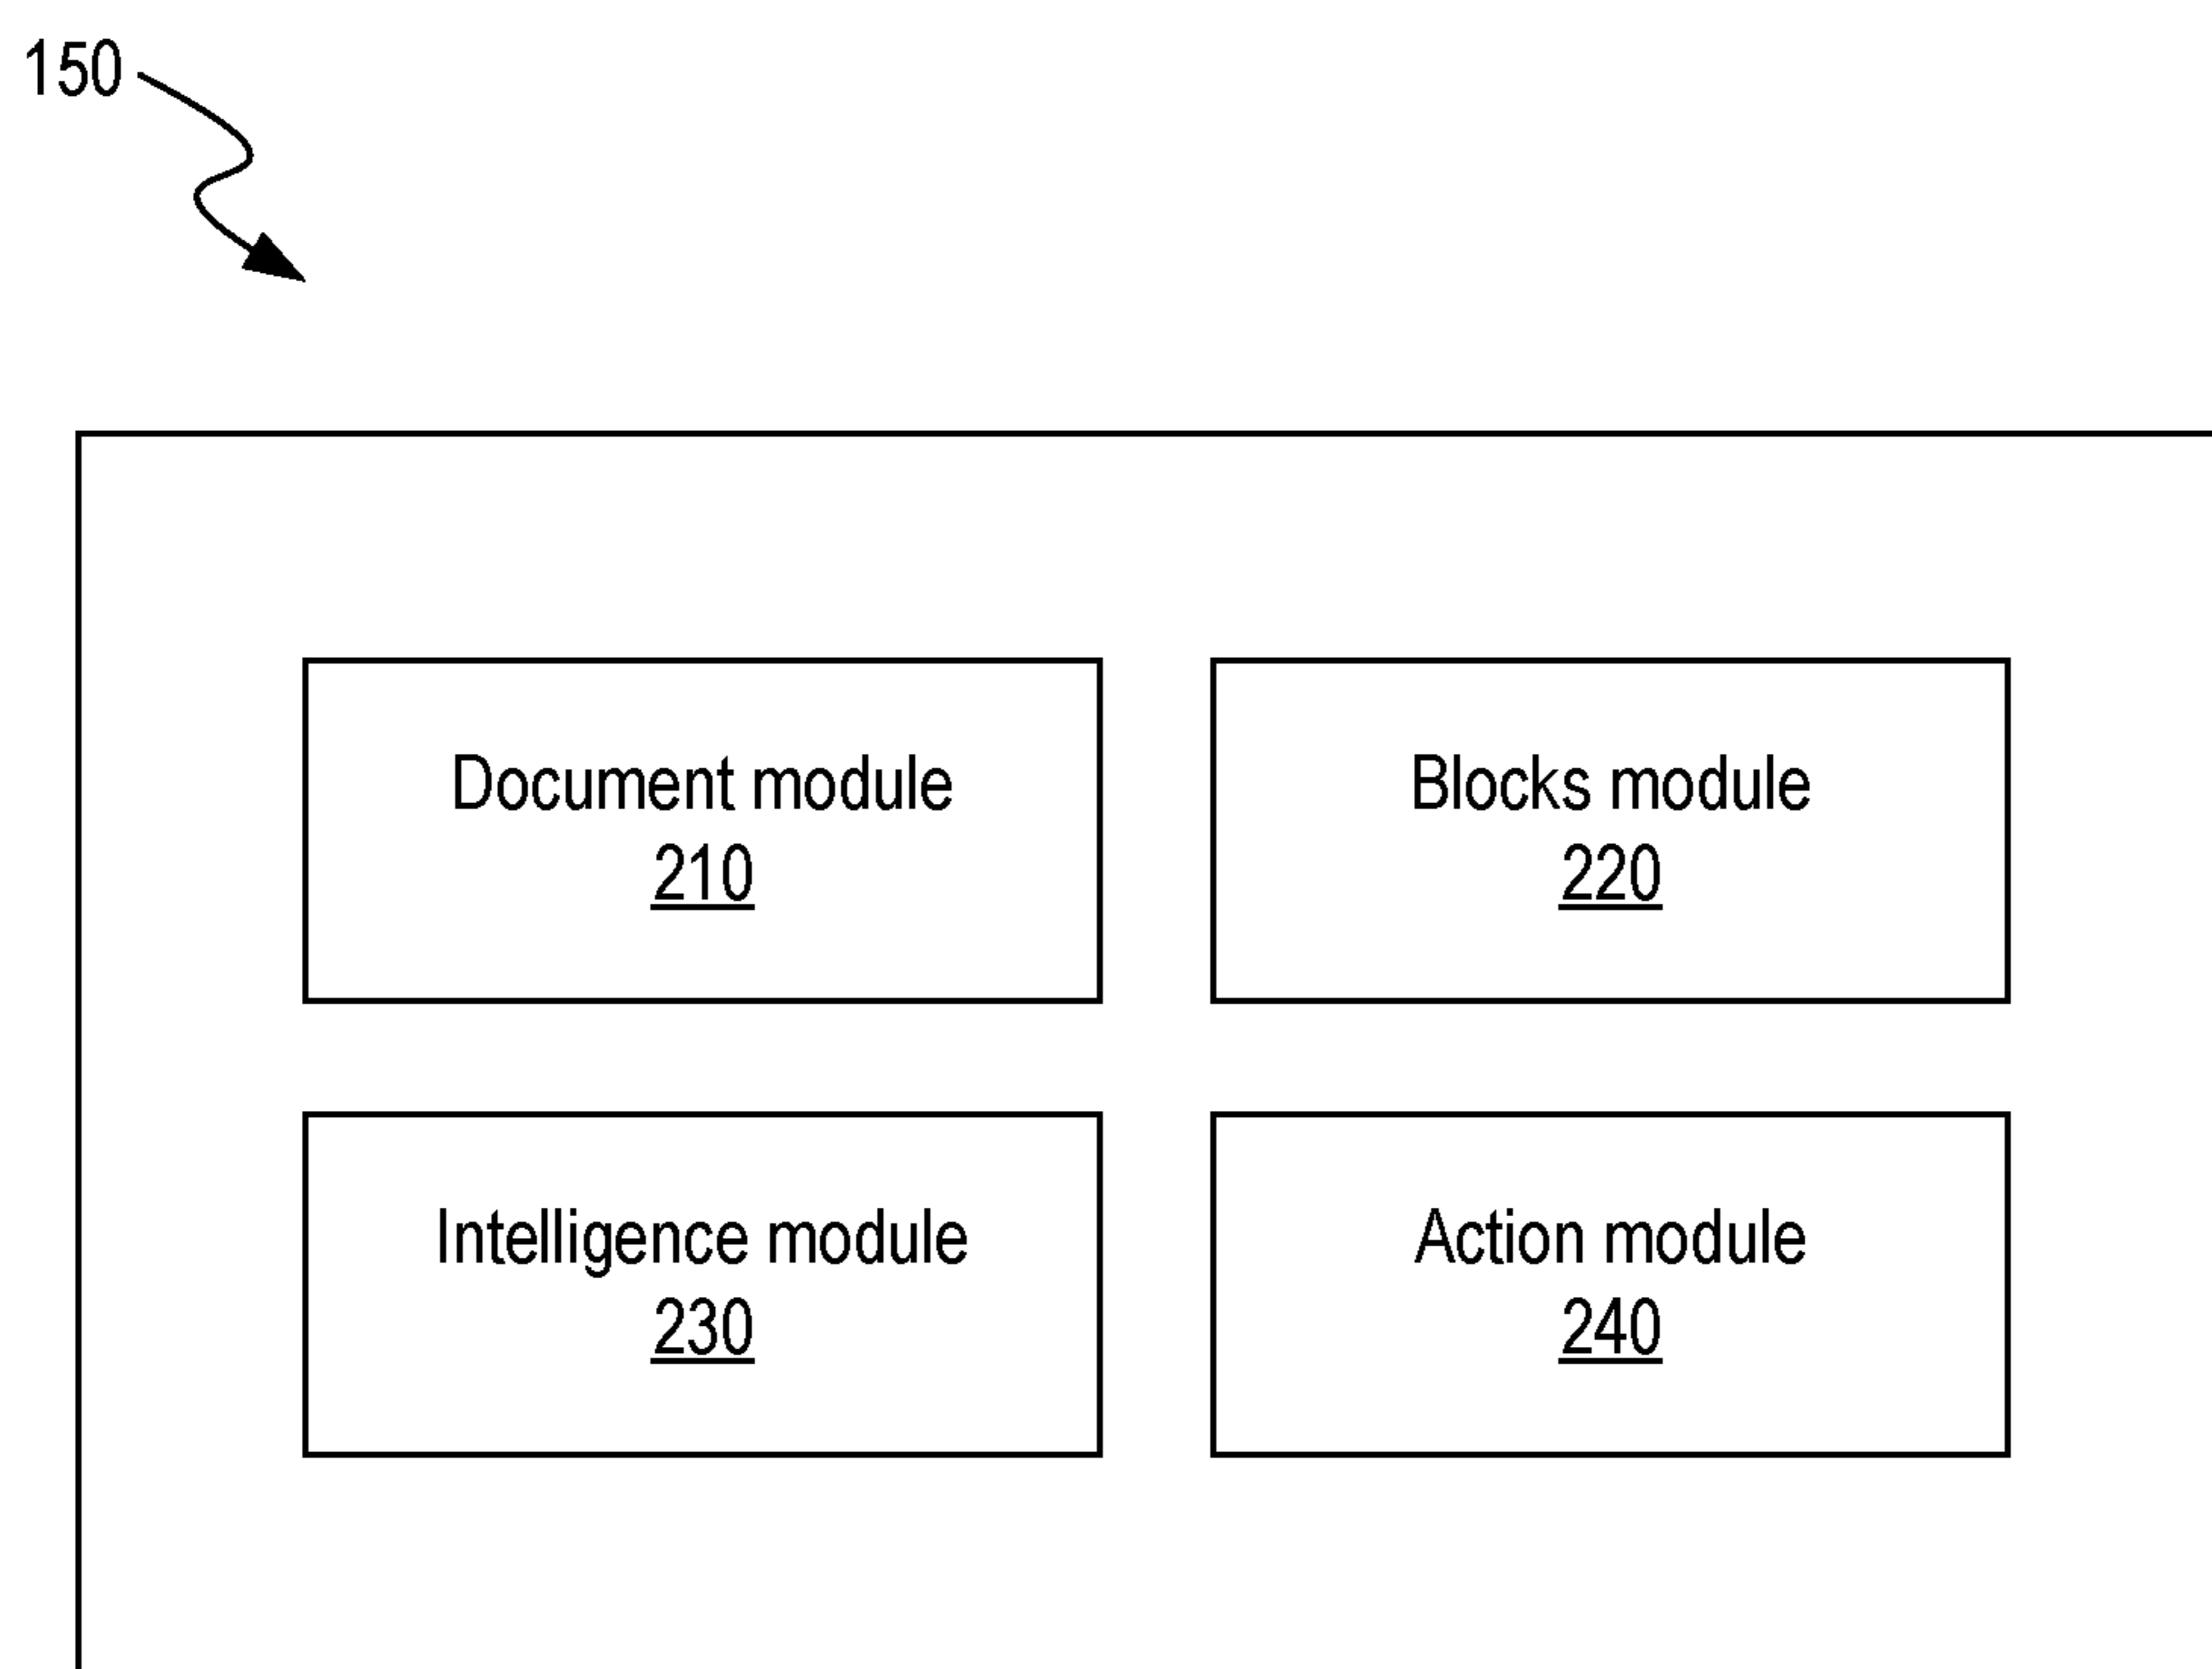 150
Document module
210
Blocks module
220
Intelligence module
230
Action module
240